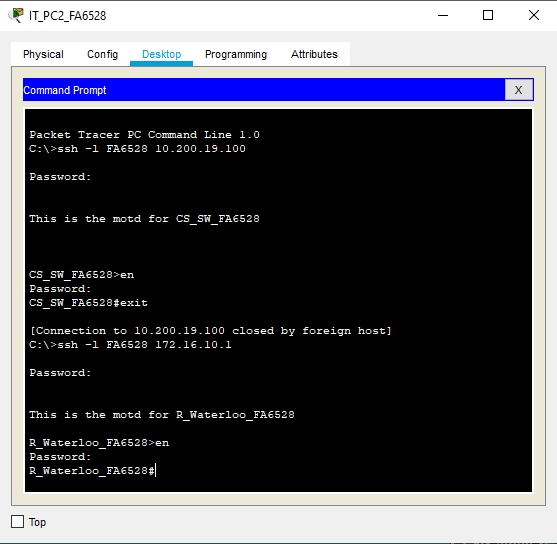 IT_PC2_FA6528
Physical Config Desktop Programming Attributes
Command Prompt
X
Packet Tracer PC Command Line 1.0
C:\>ssh -l FA6528 10.200.19.100
Password:
This is the motd for CS_SW_FA6528
CS_SW_FA6528>en
Password:
CS_SW_FA6528#exit
[Connection to 10.200.19.100 closed by foreign host]
C:\>ssh -l FA6528 172.16.10.1
Password:
This is the motd for R_Waterloo_FA6528
R_Waterloo_FA6528>en
Password:
R_Waterloo_FA6528#
Top